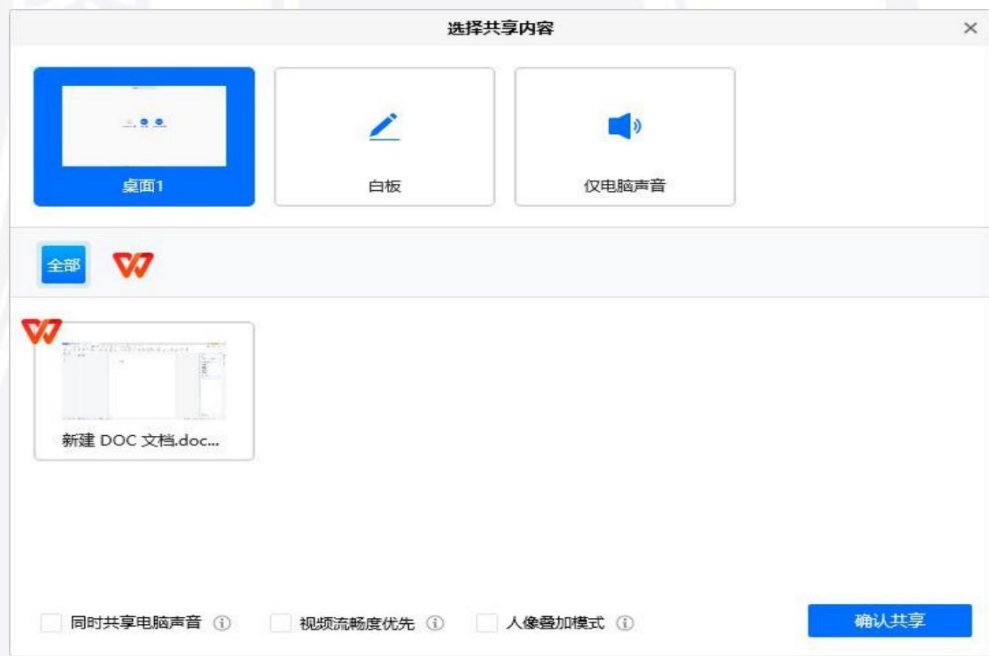 选择共享内容
桌面1
白板
仅电脑声音
全部
新建 DOC 文档.doc...
同时共享电脑声音
视频流畅度优先
人像叠加模式
确认共享